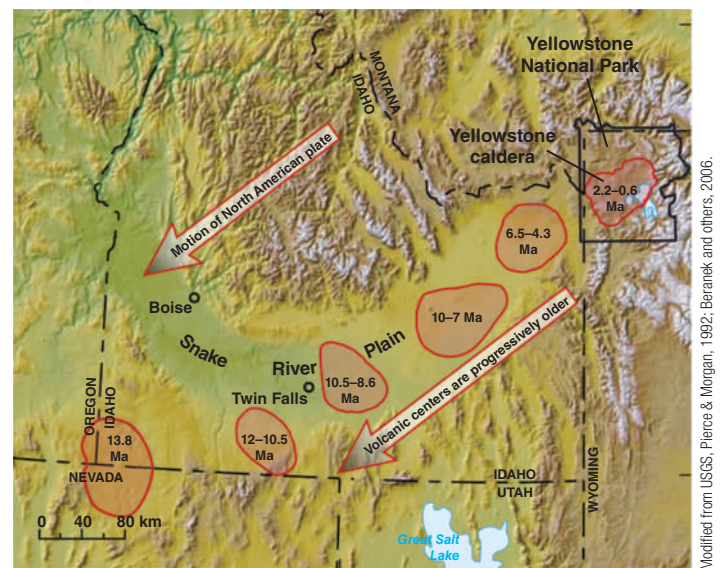 Yellowstone
National Park
MONTANA
IDAHO
Yellowstone
caldera
Motion of North American plate
2.2–0.6
Ma
6.5–4.3
Ma
Boise
10–7 Ma
Snake
River
Plain
Volcanic centers are progressively older
10.5–8.6
Ma
Twin Falls
OREGON
IDAHO
13.8
Ma
12–10.5
Ma
NEVADA
IDAHO
UTAH
WYOMING
0 40 80 km
Great Salt
Lake
Modified from USGS, Pierce & Morgan, 1992; Beranek and others, 2006.